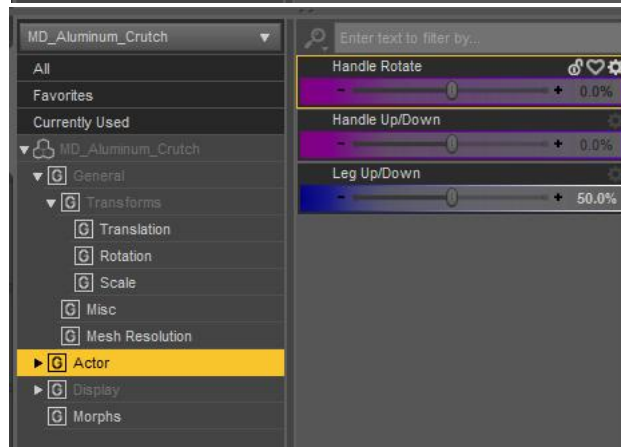 MD_Aluminum_Crutch
Enter text to filter by...
All
Favorites
Currently Used
MD_Aluminum_Crutch
G General
G Transforms
G Translation
G Rotation
G Scale
G Misc
G Mesh Resolution
G Actor
G Display
G Morphs
Handle Rotate
- + 0.0%
Handle Up/Down
- + 0.0%
Leg Up/Down
- + 50.0%